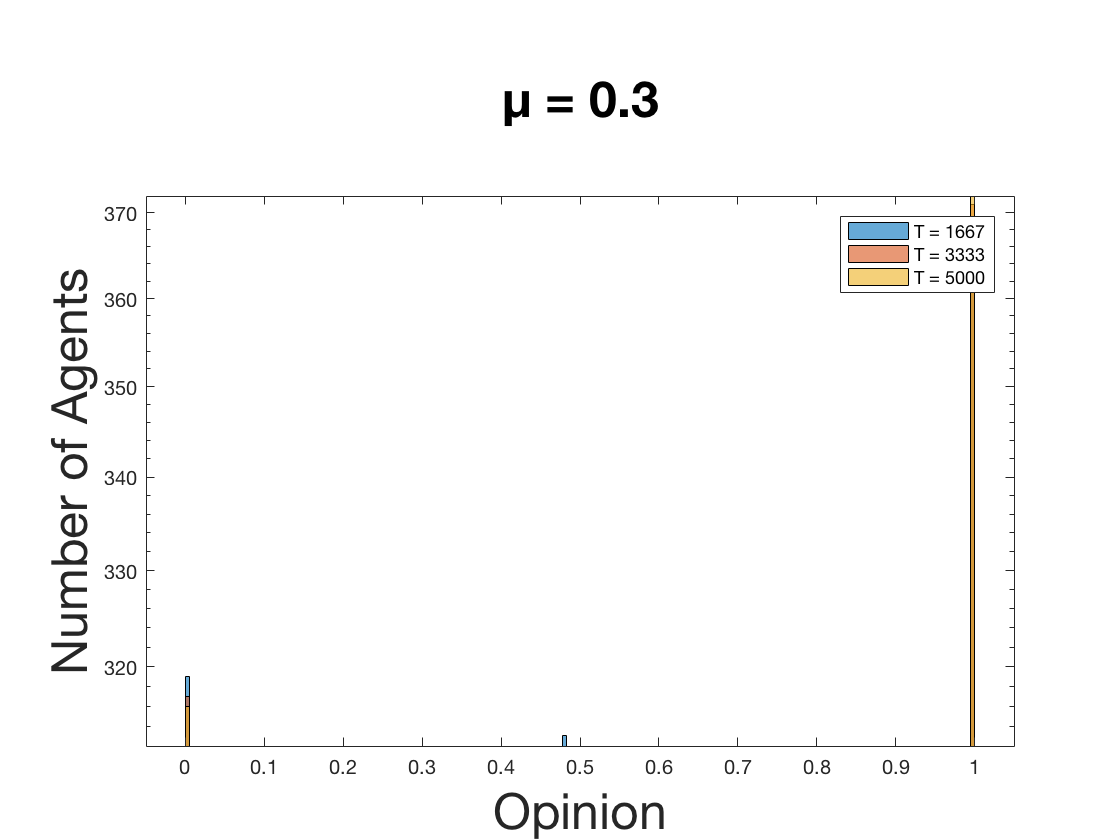 μ = 0.3
Number of Agents
370
360
350
340
330
320
T = 1667
T = 3333
T = 5000
0 0.1 0.2 0.3 0.4 0.5 0.6 0.7 0.8 0.9 1
Opinion